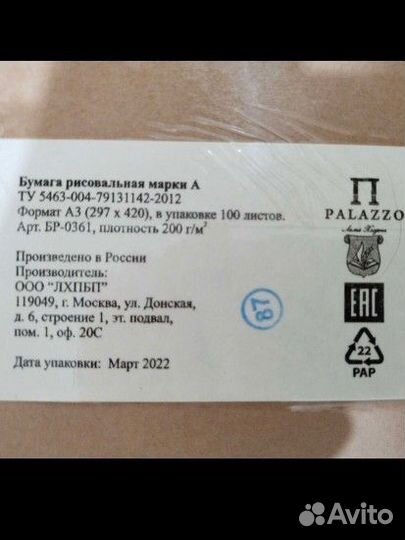 Бумага рисовальная марки А
ТУ 5463-004-79131142-2012
Формат А3 (297 х 420), в упаковке 100 листов.
Арт. БР-0361, плотность 200 г/м³
Произведено в России
Производитель:
ООО "ЛХПБП"
119049, г. Москва, ул. Донская,
д. 6, строение 1, эт. подвал,
пом. 1, оф. 20С
Дата упаковки: Март 2022
PALAZZO
EAC
22
PAP
Avito